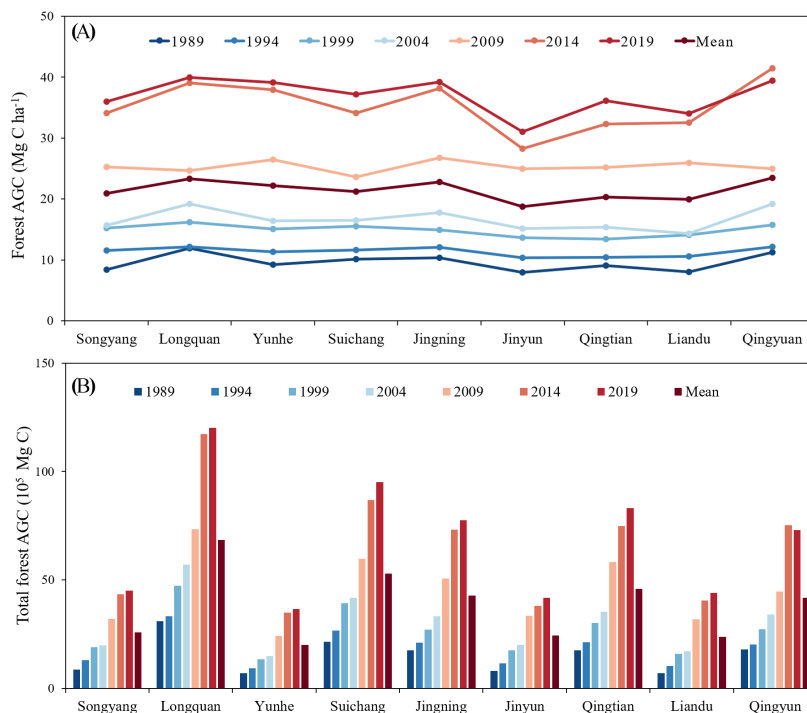 (A)
1989 1994 1999 2004 2009 2014 2019 Mean
Forest AGC (Mg C ha⁻¹)
50
40
30
20
10
0
Songyang Longquan Yunhe Suichang Jingning Jinyun Qingtian Liandu Qingyuan
(B)
1989 1994 1999 2004 2009 2014 2019 Mean
Total forest AGC (10⁵ Mg C)
150
100
50
0
Songyang Longquan Yunhe Suichang Jingning Jinyun Qingtian Liandu Qingyun